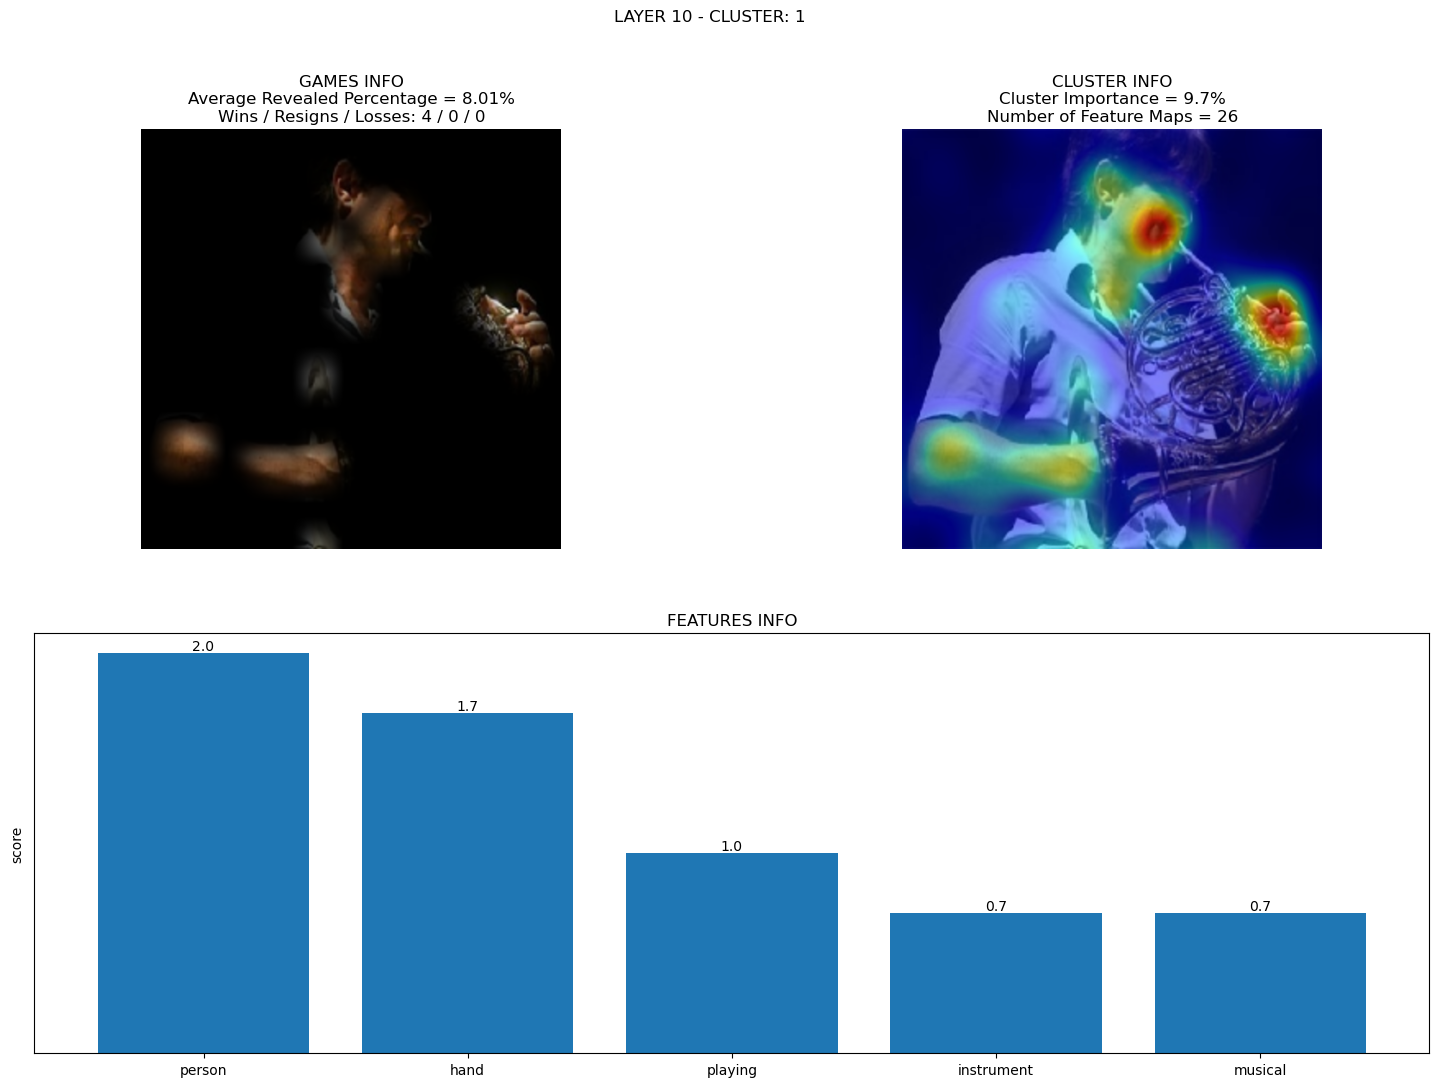 LAYER 10 - CLUSTER: 1
GAMES INFO
Average Revealed Percentage = 8.01%
Wins / Resigns / Losses: 4 / 0 / 0
CLUSTER INFO
Cluster Importance = 9.7%
Number of Feature Maps = 26
FEATURES INFO
score
2.0
1.7
1.0
0.7
0.7
person
hand
playing
instrument
musical